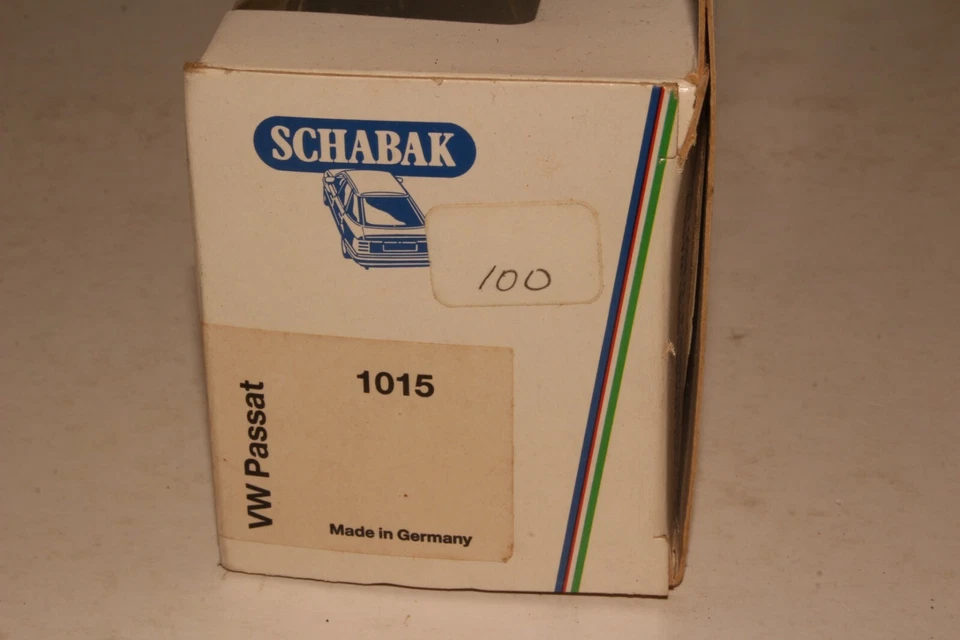 SCHABAK
100
1015
VW Passat
Made in Germany